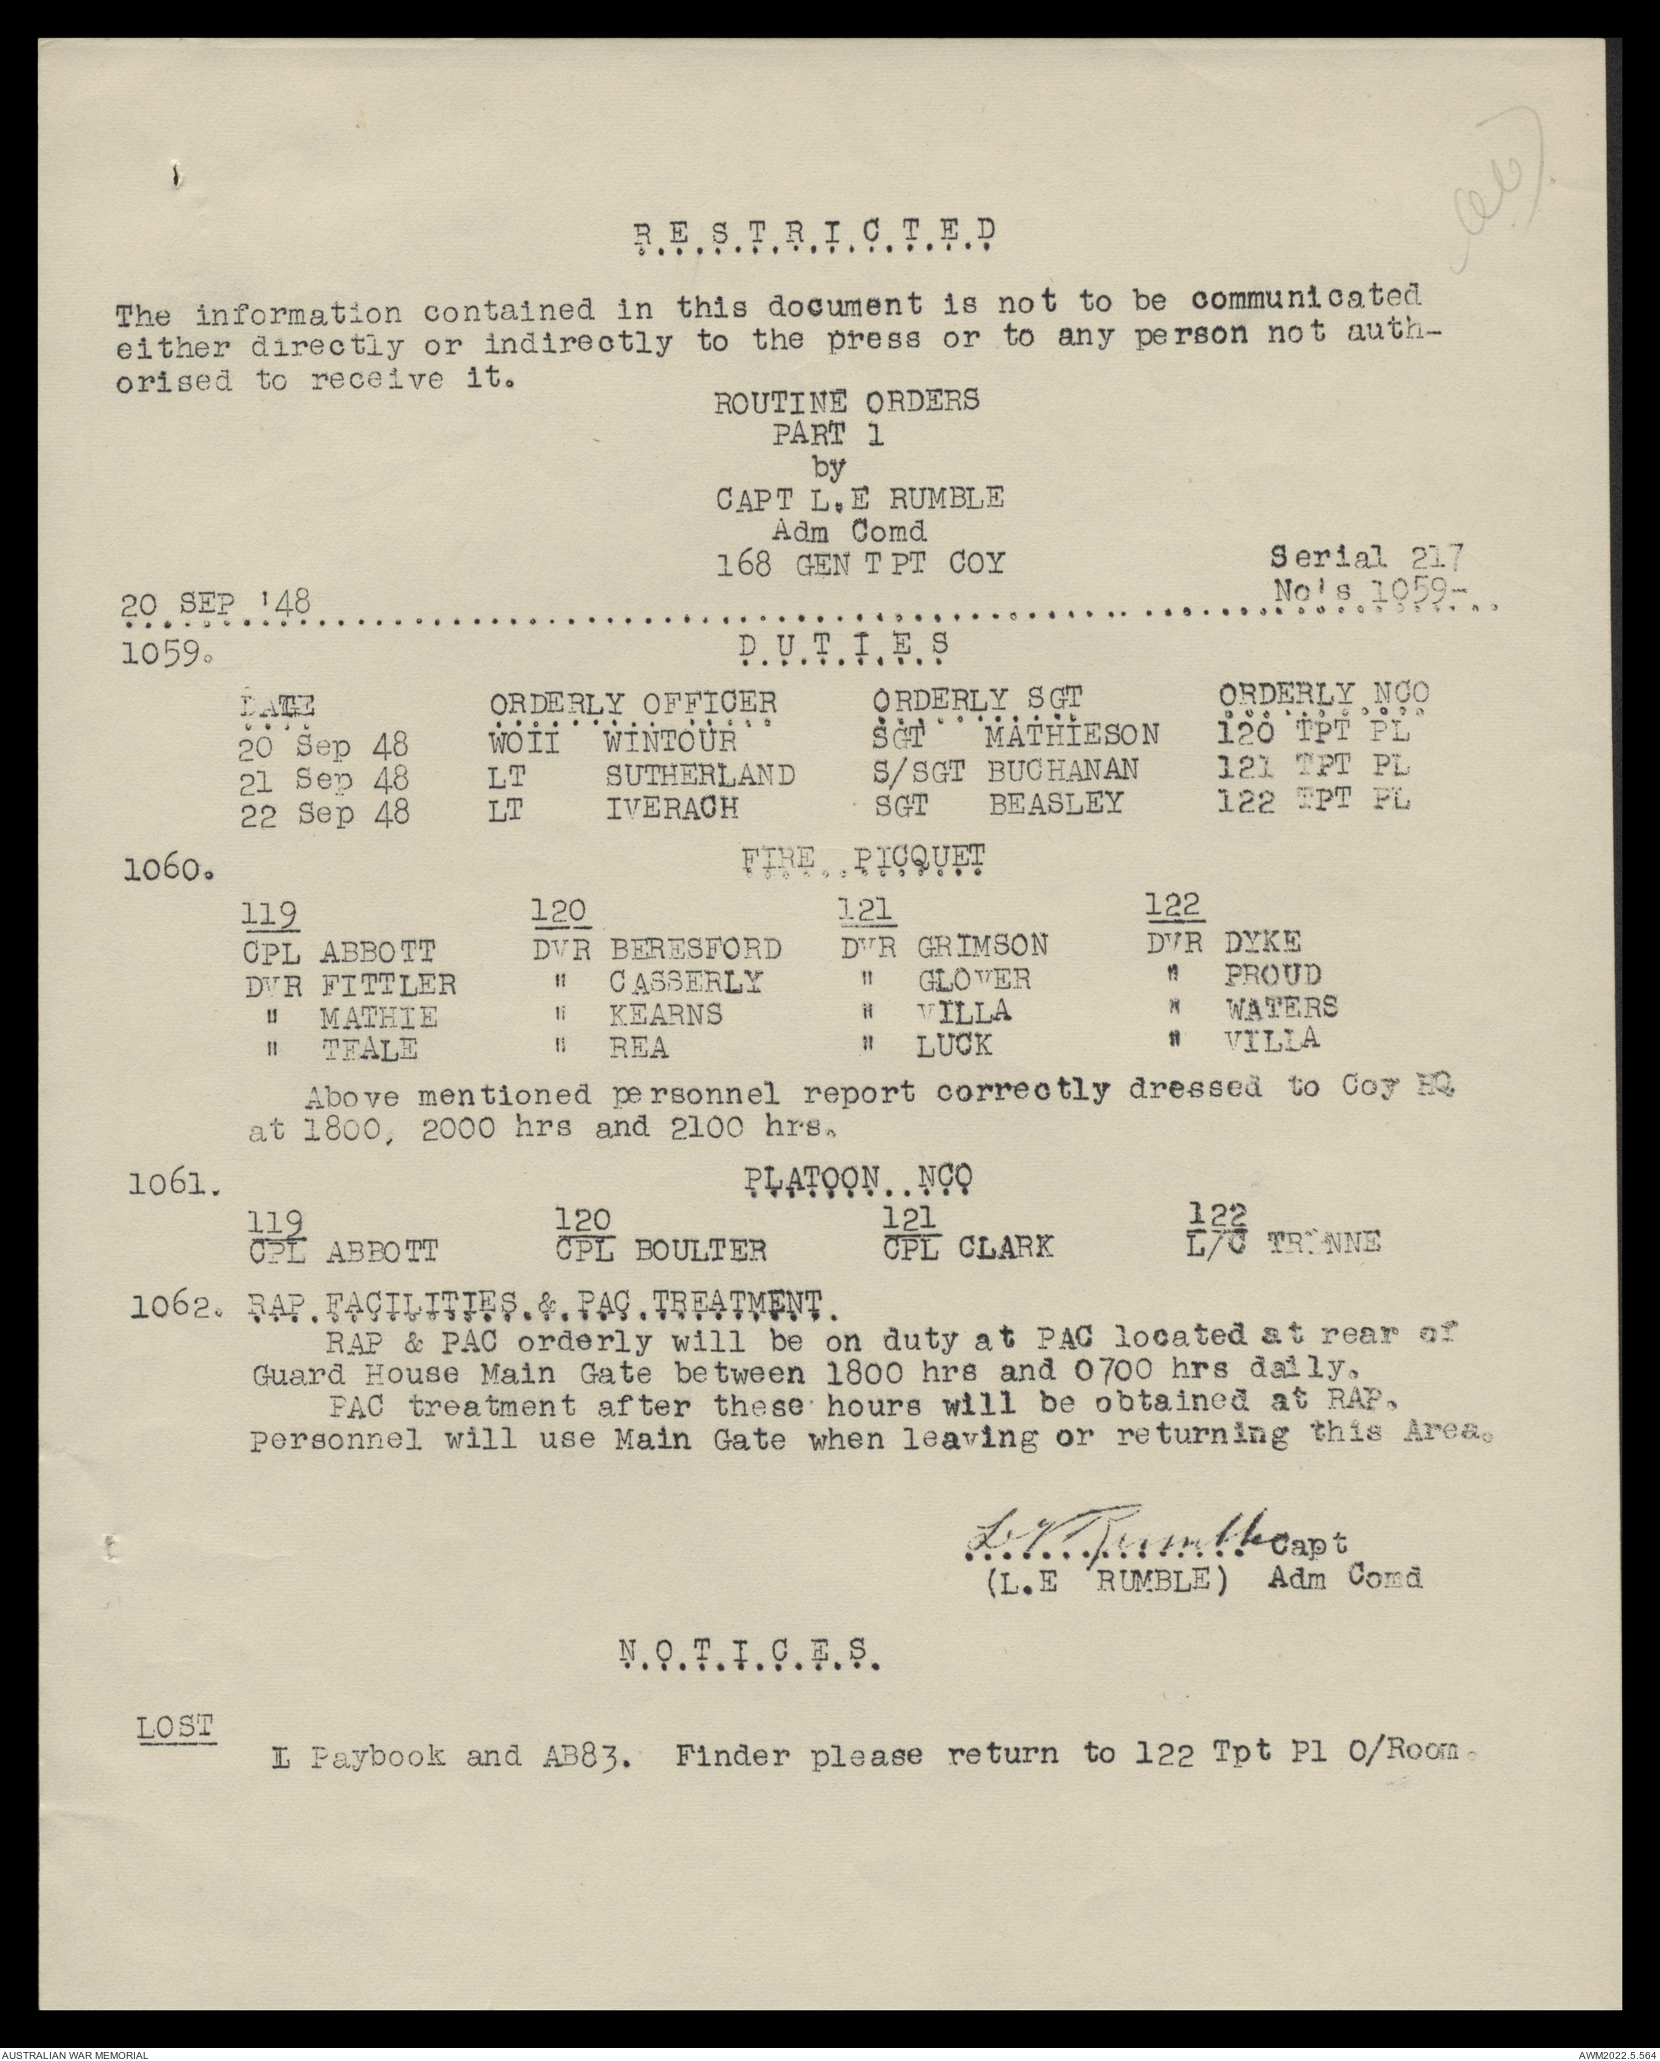 R.E.S.T.R.I.C.T.E.D
The information contained in this document is not to be communicated
either directly or indirectly to the press or to any person not auth-
orised to receive it.
ROUTINE ORDERS
PART 1
by
CAPT L.E RUMBLE
Adm Comd
168 GEN TPT COY
Serial 217
No's 1059-
20 SEP '48
1059. D.U.T.I.E.S
DATE ORDERLY OFFICER ORDERLY SGT ORDERLY NCO
20 Sep 48 WOII WINTOUR SGT MATHIESON 120 TPT PL
21 Sep 48 LT SUTHERLAND S/SGT BUCHANAN 121 TPT PL
22 Sep 48 LT IVERACH SGT BEASLEY 122 TPT PL
1060. FIRE PICQUET
119 120 121 122
CPL ABBOTT DVR BERESFORD DVR GRIMSON DVR DYKE
DVR FITTLER " CASSERLY " GLOVER " PROUD
" MATHIE " KEARNS " VILLA " WATERS
" TEALE " REA " LUCK " VILLA
Above mentioned personnel report correctly dressed to Coy HQ
at 1800, 2000 hrs and 2100 hrs.
1061. PLATOON NCO
119 120 121 122
CPL ABBOTT CPL BOULTER CPL CLARK L/C
1062. RAP FACILITIES & PAC TREATMENT.
RAP & PAC orderly will be on duty at PAC located at rear of
Guard House Main Gate between 1800 hrs and 0700 hrs daily.
PAC treatment after these hours will be obtained at RAP.
personnel will use Main Gate when leaving or returning this Area.
L E Rumble Capt
(L.E RUMBLE) Adm Comd
N.O.T.I.C.E.S.
LOST
1 Paybook and AB83. Finder please return to 122 Tpt Pl O/Room.
AUSTRALIAN WAR MEMORIAL
AWM2022.5.564